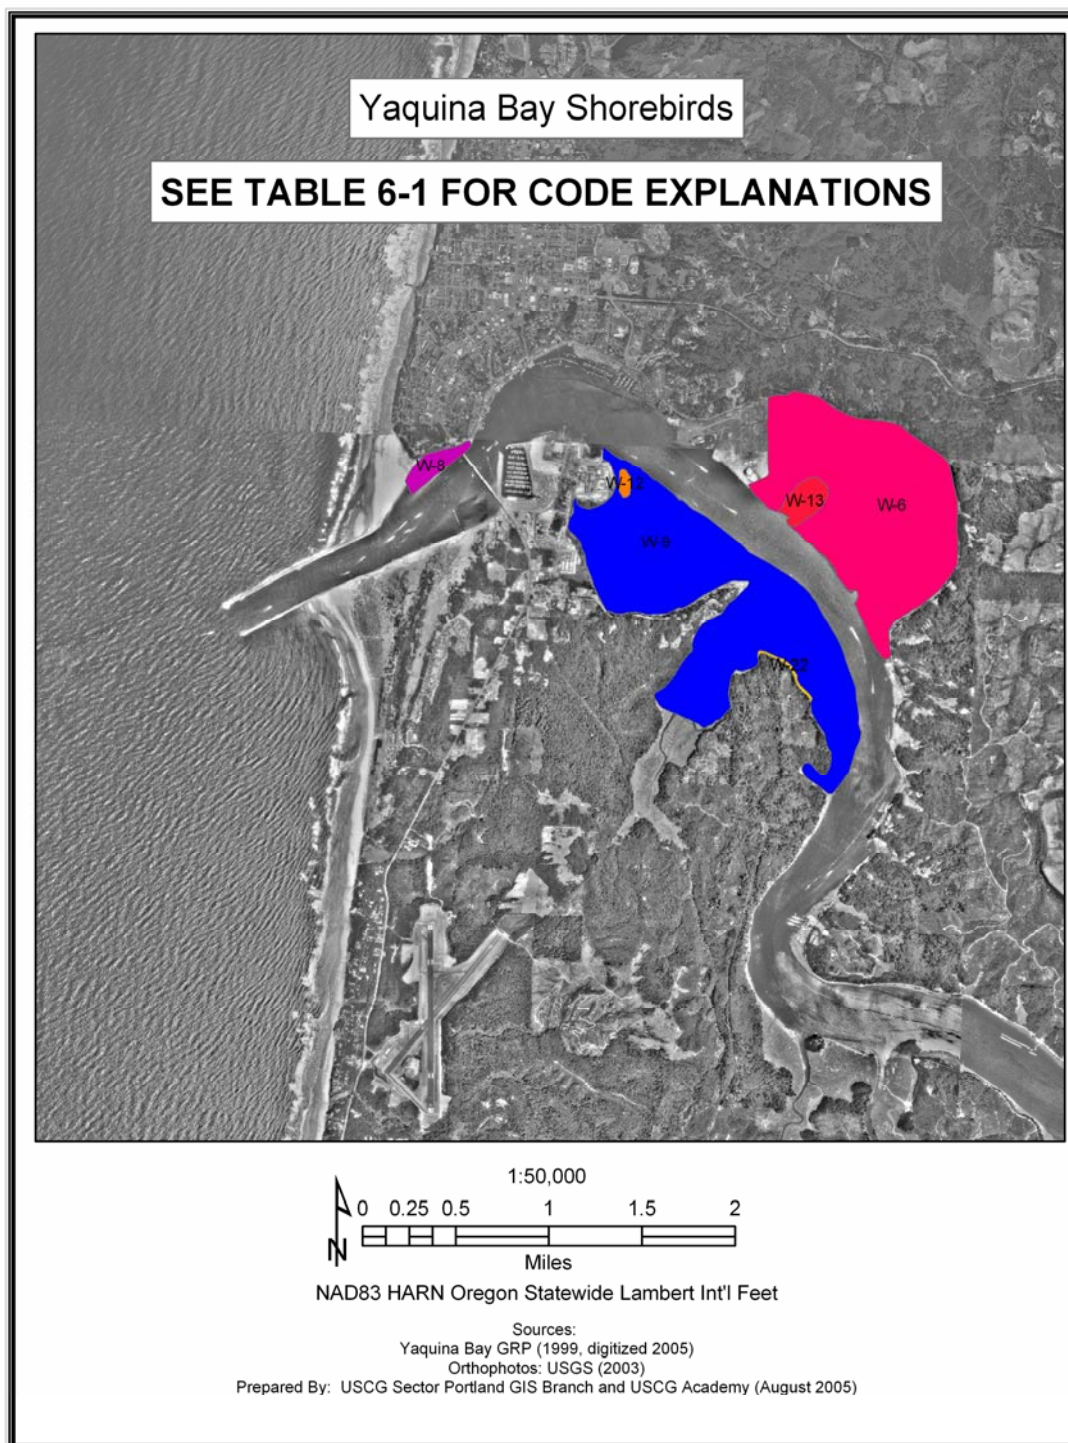 Yaquina Bay Shorebirds
SEE TABLE 6-1 FOR CODE EXPLANATIONS
W-8
W-12
W-13
W-6
W-9
W-22
1:50,000
0 0.25 0.5 1 1.5 2
Miles
N
NAD83 HARN Oregon Statewide Lambert Int'l Feet
Sources:
Yaquina Bay GRP (1999, digitized 2005)
Orthophotos: USGS (2003)
Prepared By: USCG Sector Portland GIS Branch and USCG Academy (August 2005)